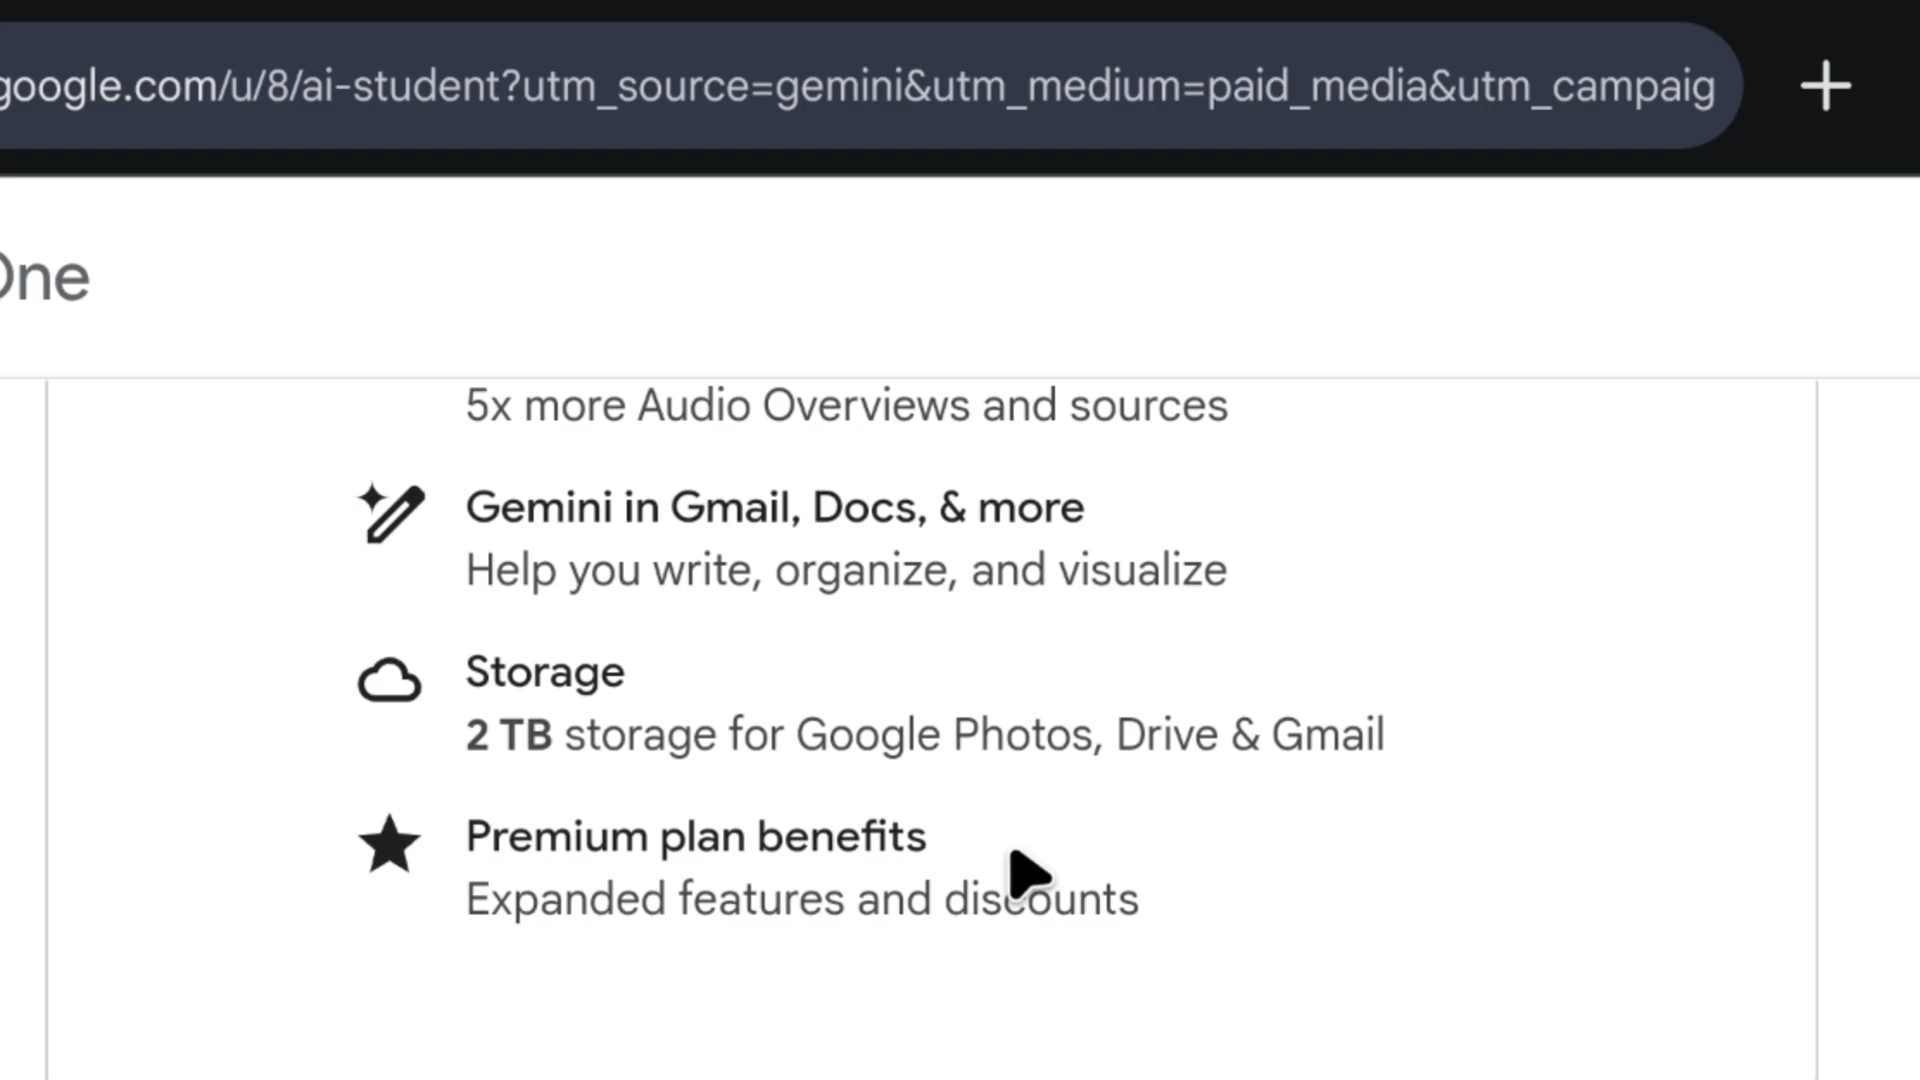 google.com/u/8/ai-student?utm_source=gemini&utm_medium=paid_media&utm_campaig
One
5x more Audio Overviews and sources
Gemini in Gmail, Docs, & more
Help you write, organize, and visualize
Storage
2 TB storage for Google Photos, Drive & Gmail
Premium plan benefits
Expanded features and discounts